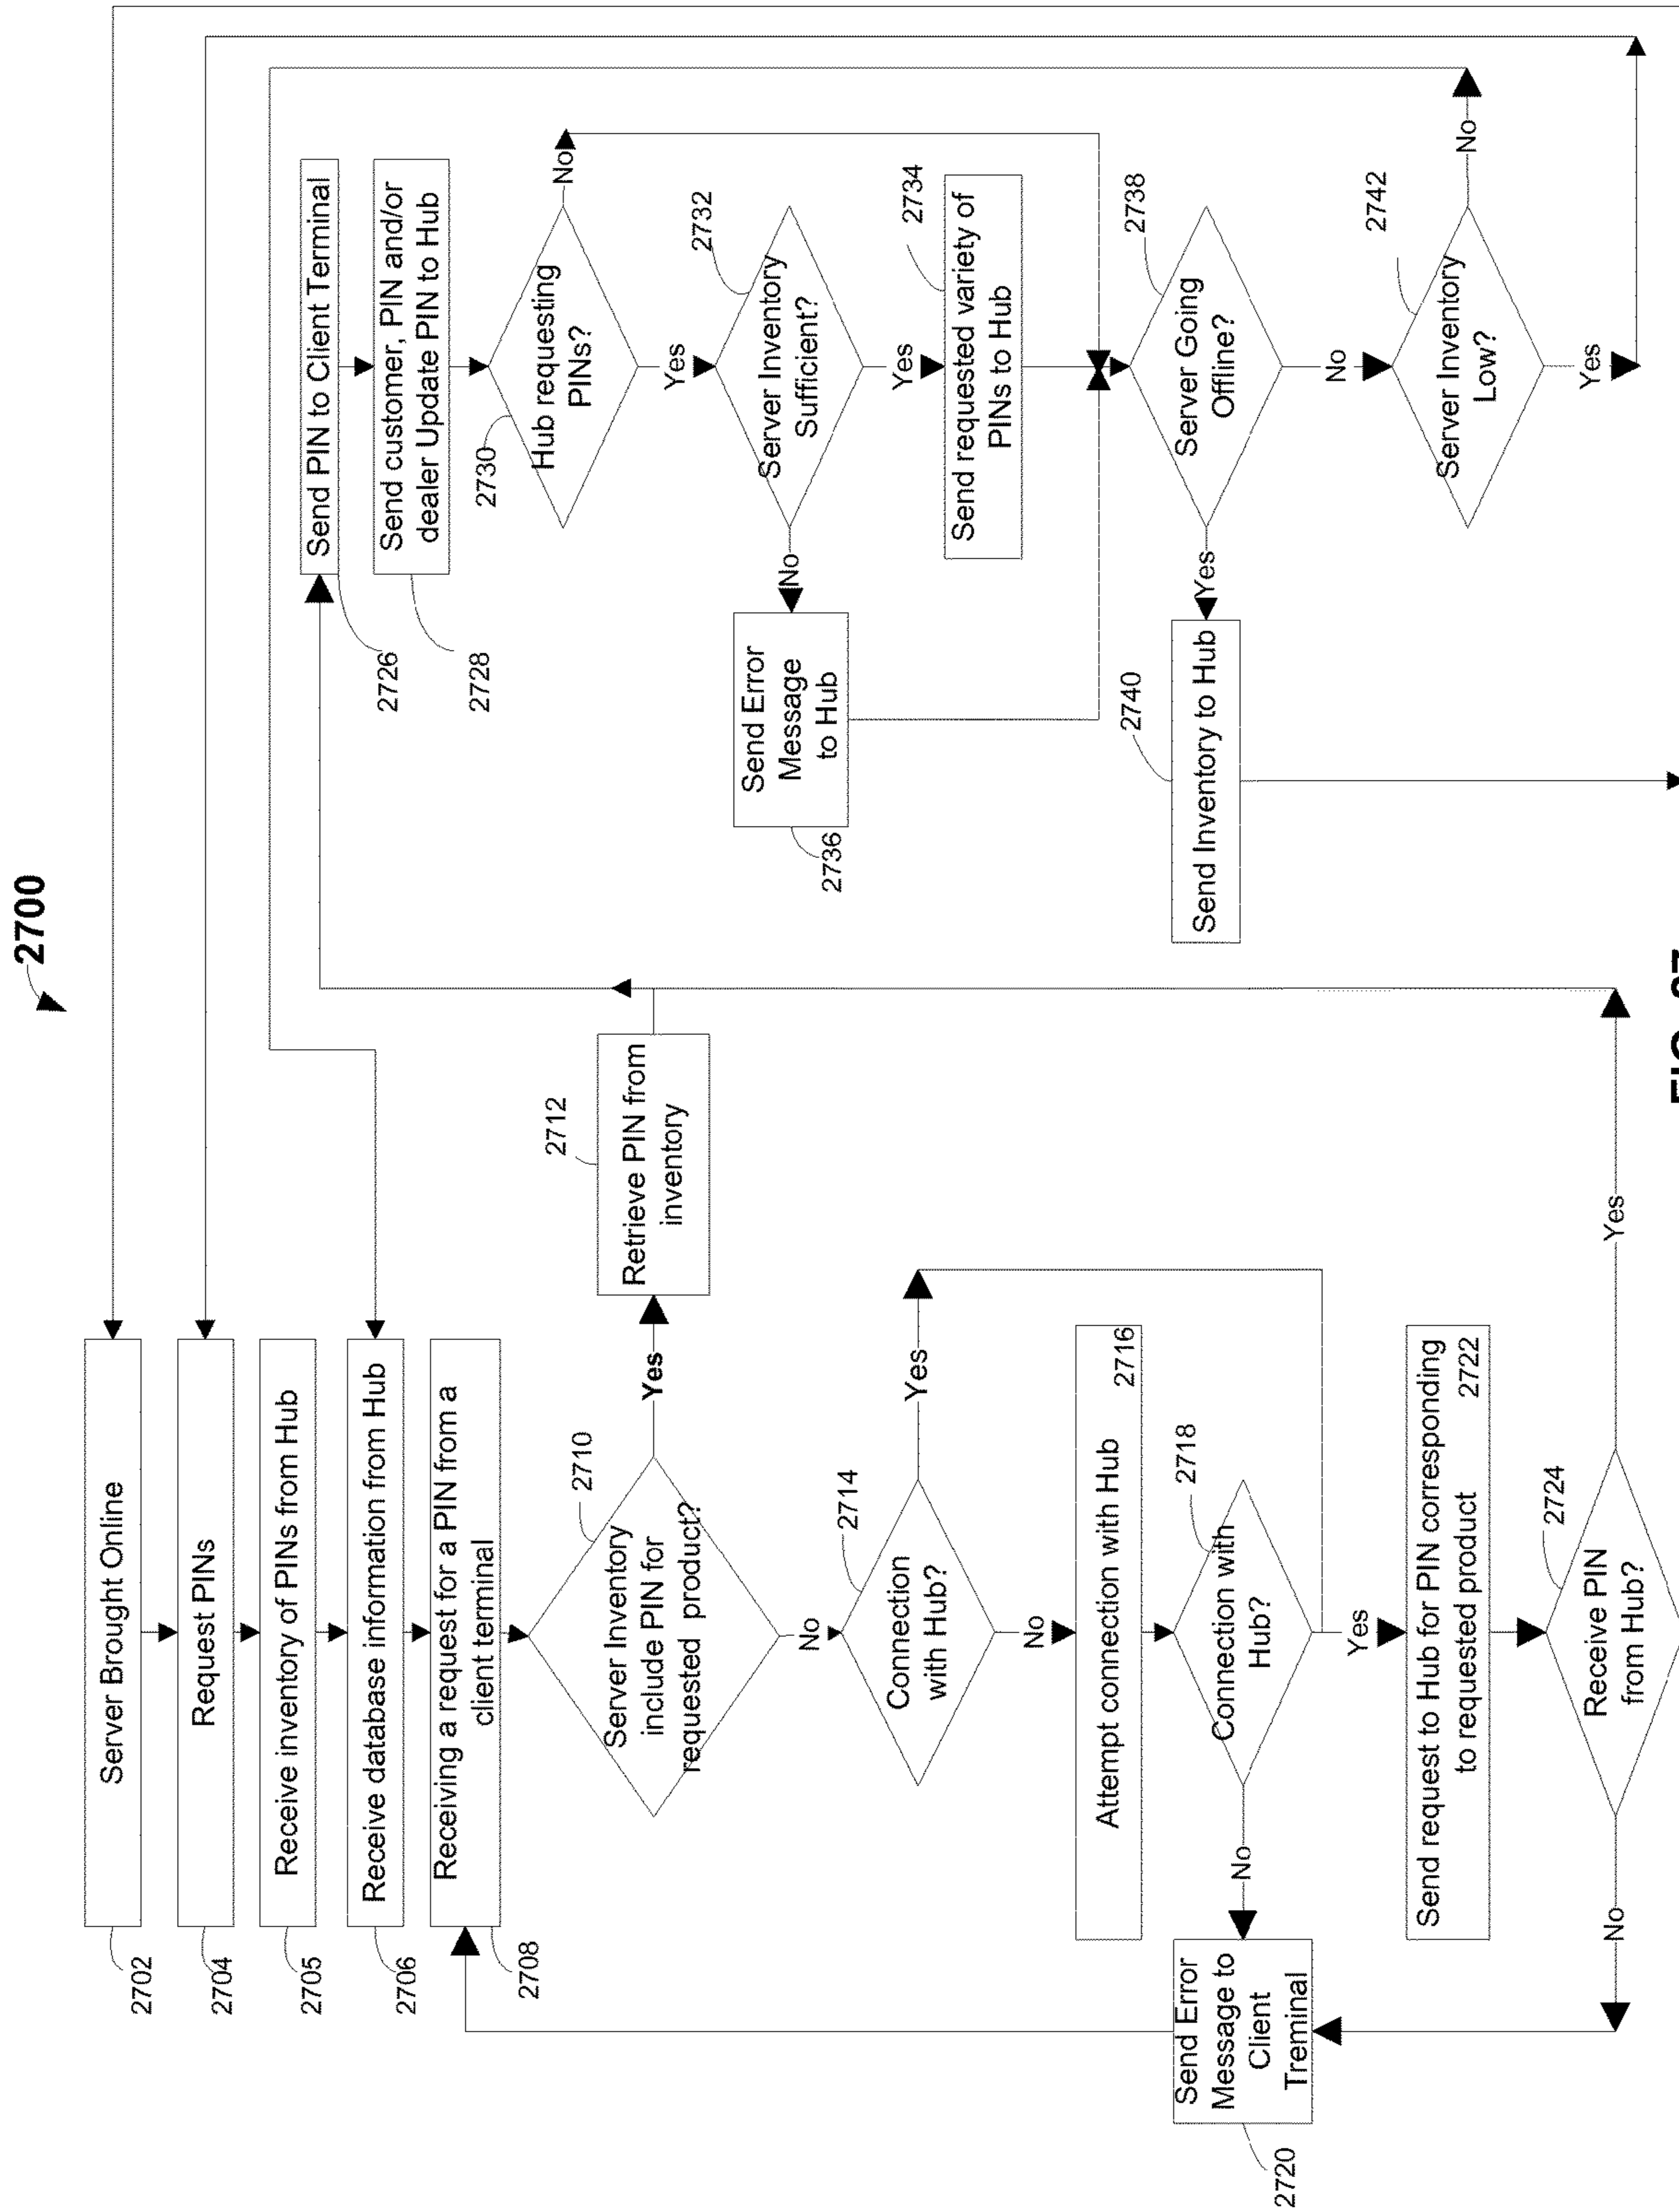 2700
2702
Server Brought Online
2704
Request PINs
2705
Receive inventory of PINs from Hub
2706
Receive database information from Hub
2708
Receiving a request for a PIN from a
client terminal
2710
Server Inventory
include PIN for
requested product?
Yes
No
2712
Retrieve PIN from
inventory
2714
Connection
with Hub?
Yes
No
Attempt connection with Hub
2716
2718
Connection with
Hub?
No
Yes
2720
Send Error
Message to
Client
Treminal
Send request to Hub for PIN corresponding
to requested product
2722
2724
Receive PIN
from Hub?
No
Yes
2726
Send PIN to Client Terminal
2728
Send customer, PIN and/or
dealer Update PIN to Hub
2730
Hub requesting
PINs?
No
Yes
2732
Server Inventory
Sufficient?
No
Yes
2734
Send requested variety of
PINs to Hub
2736
Send Error
Message
to Hub
2738
Server Going
Offline?
Yes
No
2740
Send Inventory to Hub
2742
Server Inventory
Low?
No
Yes